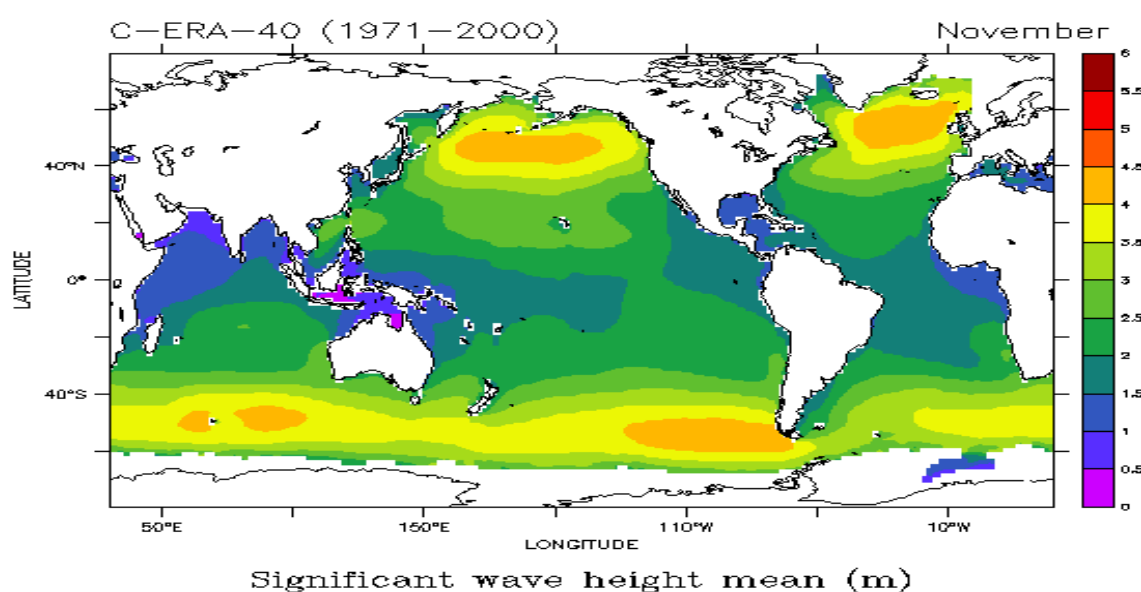 C-ERA-40 (1971-2000)
November
6
5.5
5
4.5
4
3.5
3
2.5
2
1.5
1
0.5
0
40°N
0°
40°S
LATITUDE
50°E
150°E
110°W
10°W
LONGITUDE
Significant wave height mean (m)